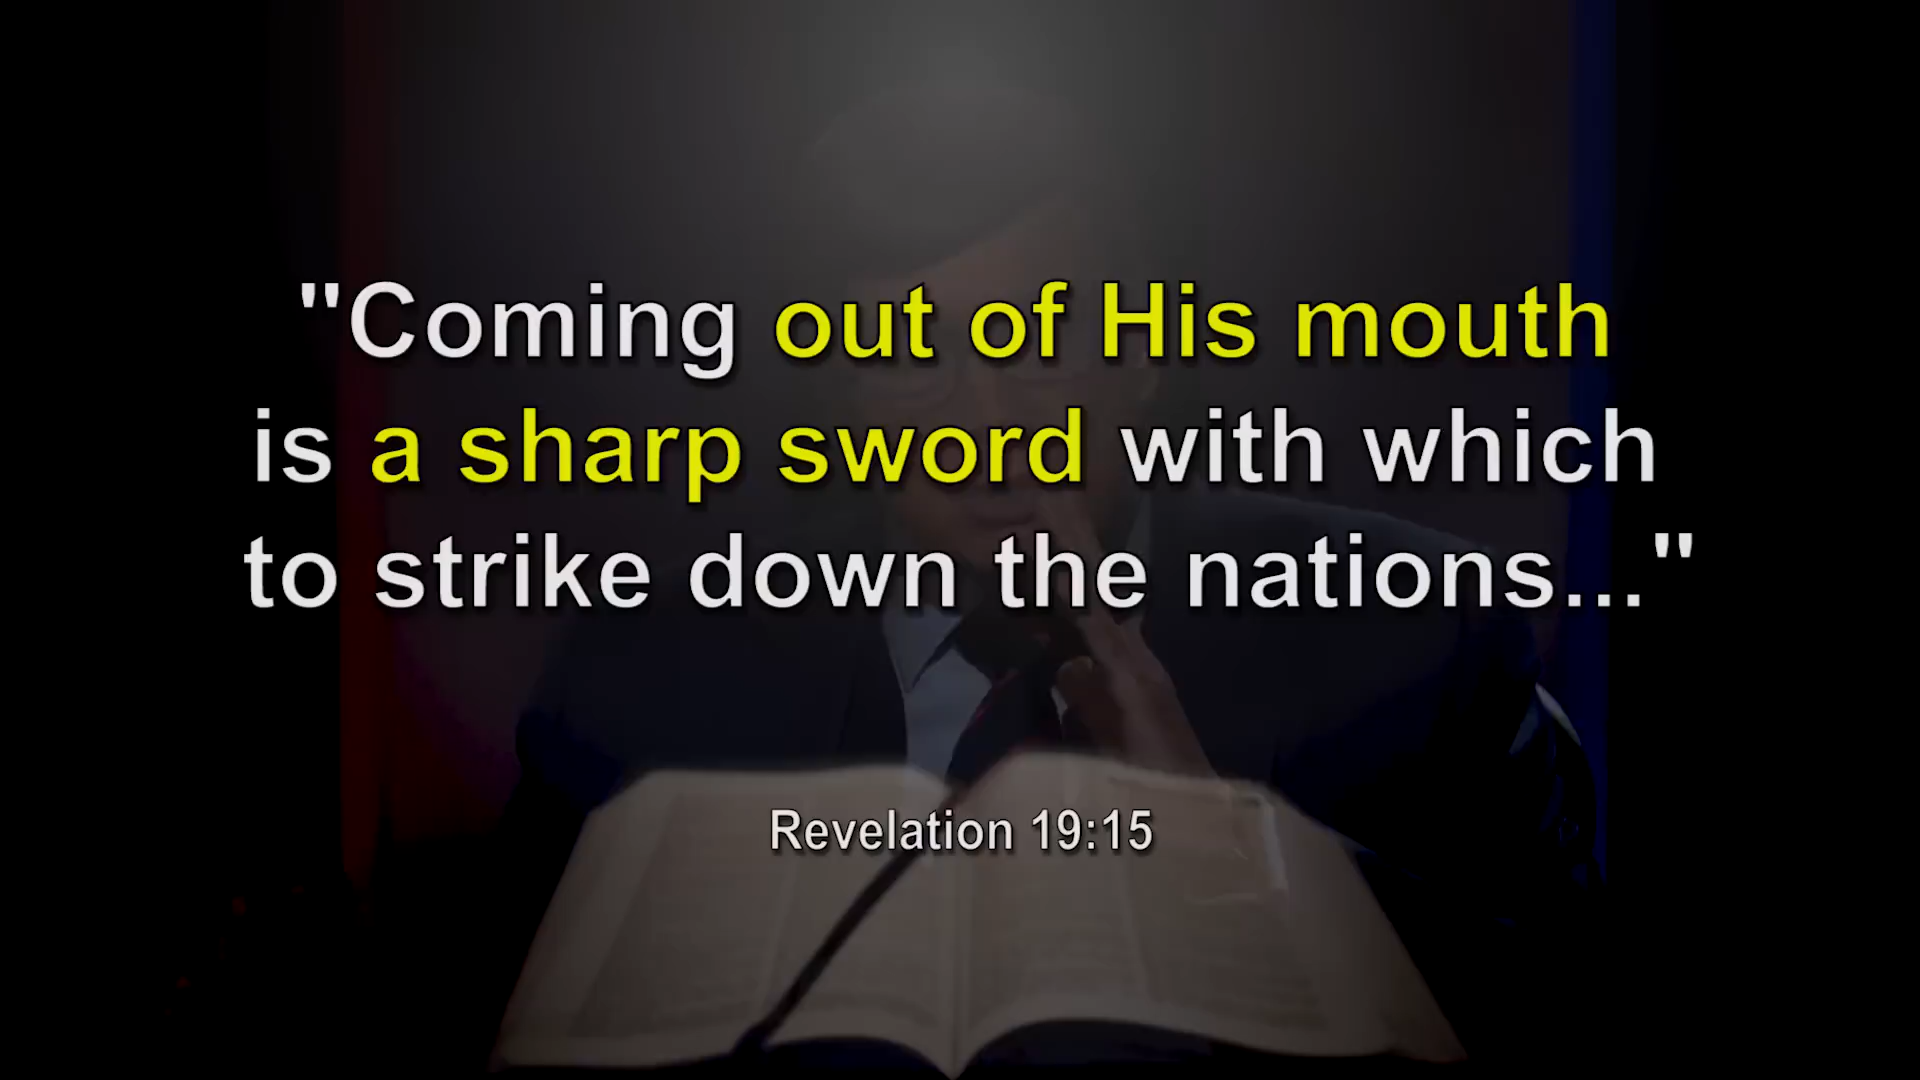 "Coming out of His mouth
is a sharp sword with which
to strike down the nations..."
Revelation 19:15